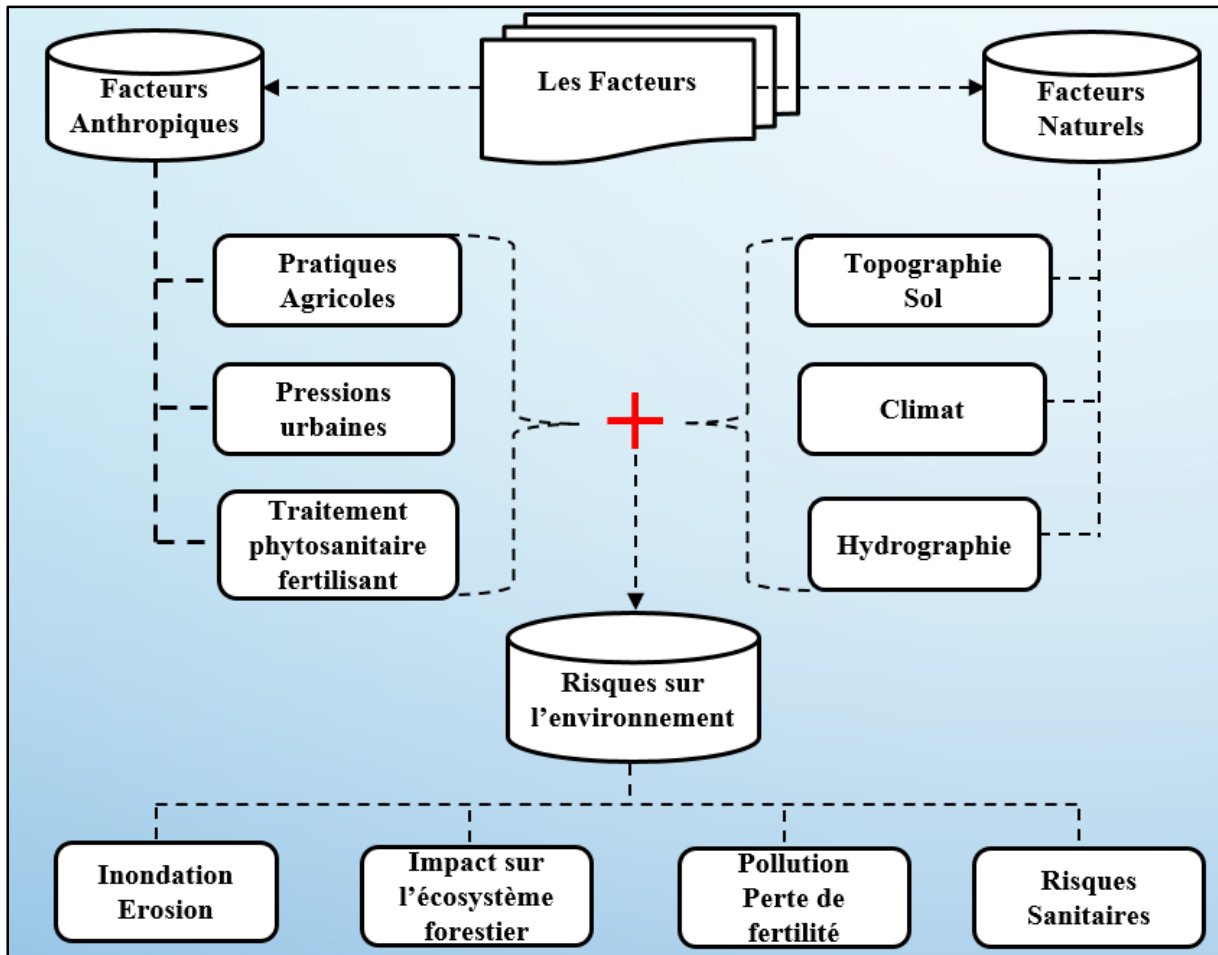 Les Facteurs
Facteurs
Anthropiques
Facteurs
Naturels
Pratiques
Agricoles
Topographie
Sol
Pressions
urbaines
Climat
Traitement
phytosanitaire
fertilisant
Hydrographie
Risques sur
l’environnement
Inondation
Erosion
Impact sur
l’écosystème
forestier
Pollution
Perte de
fertilité
Risques
Sanitaires